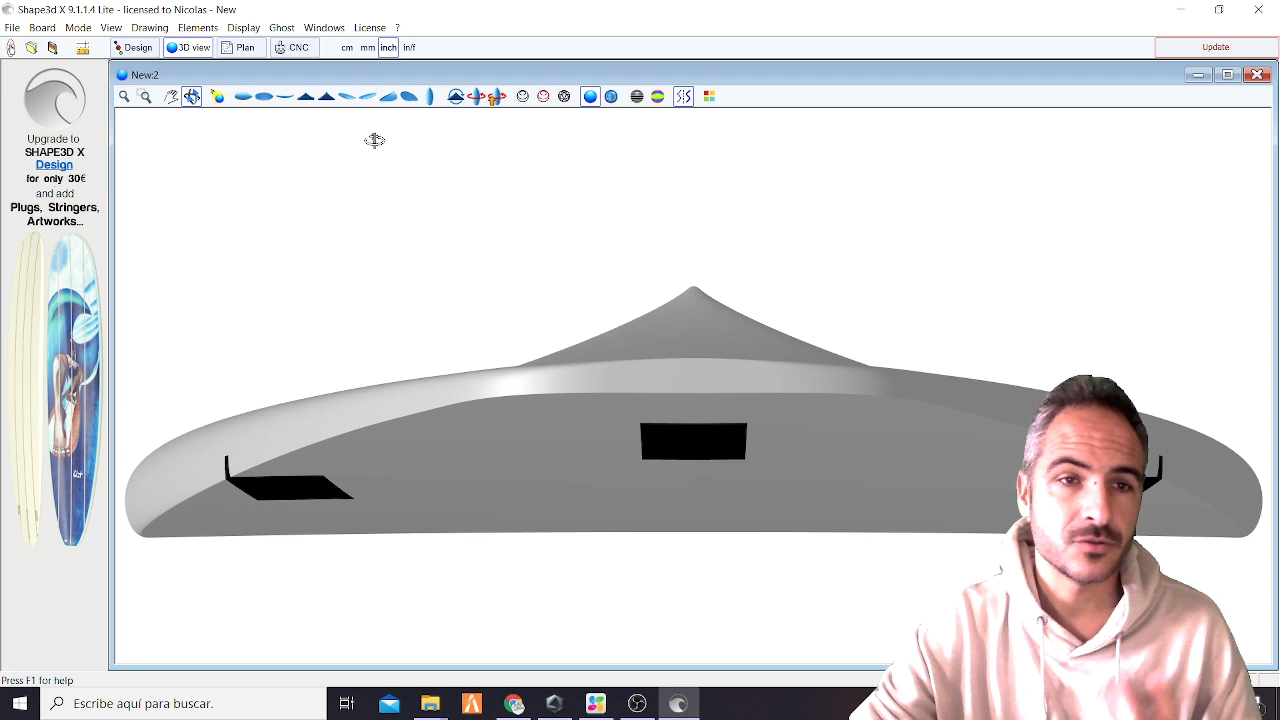 Shape3d X 9.1.1.4 Lite - licensed to Nicolas - New
File Board Mode View Drawing Elements Display Ghost Windows License ?
Design 3D view Plan CNC cm mm inch in/f Update
New:2
Upgrade to
SHAPE3D X
Design
for only 30€
and add
Plugs, Stringers,
Artworks...
Press F1 for help
Escribe aquí para buscar.